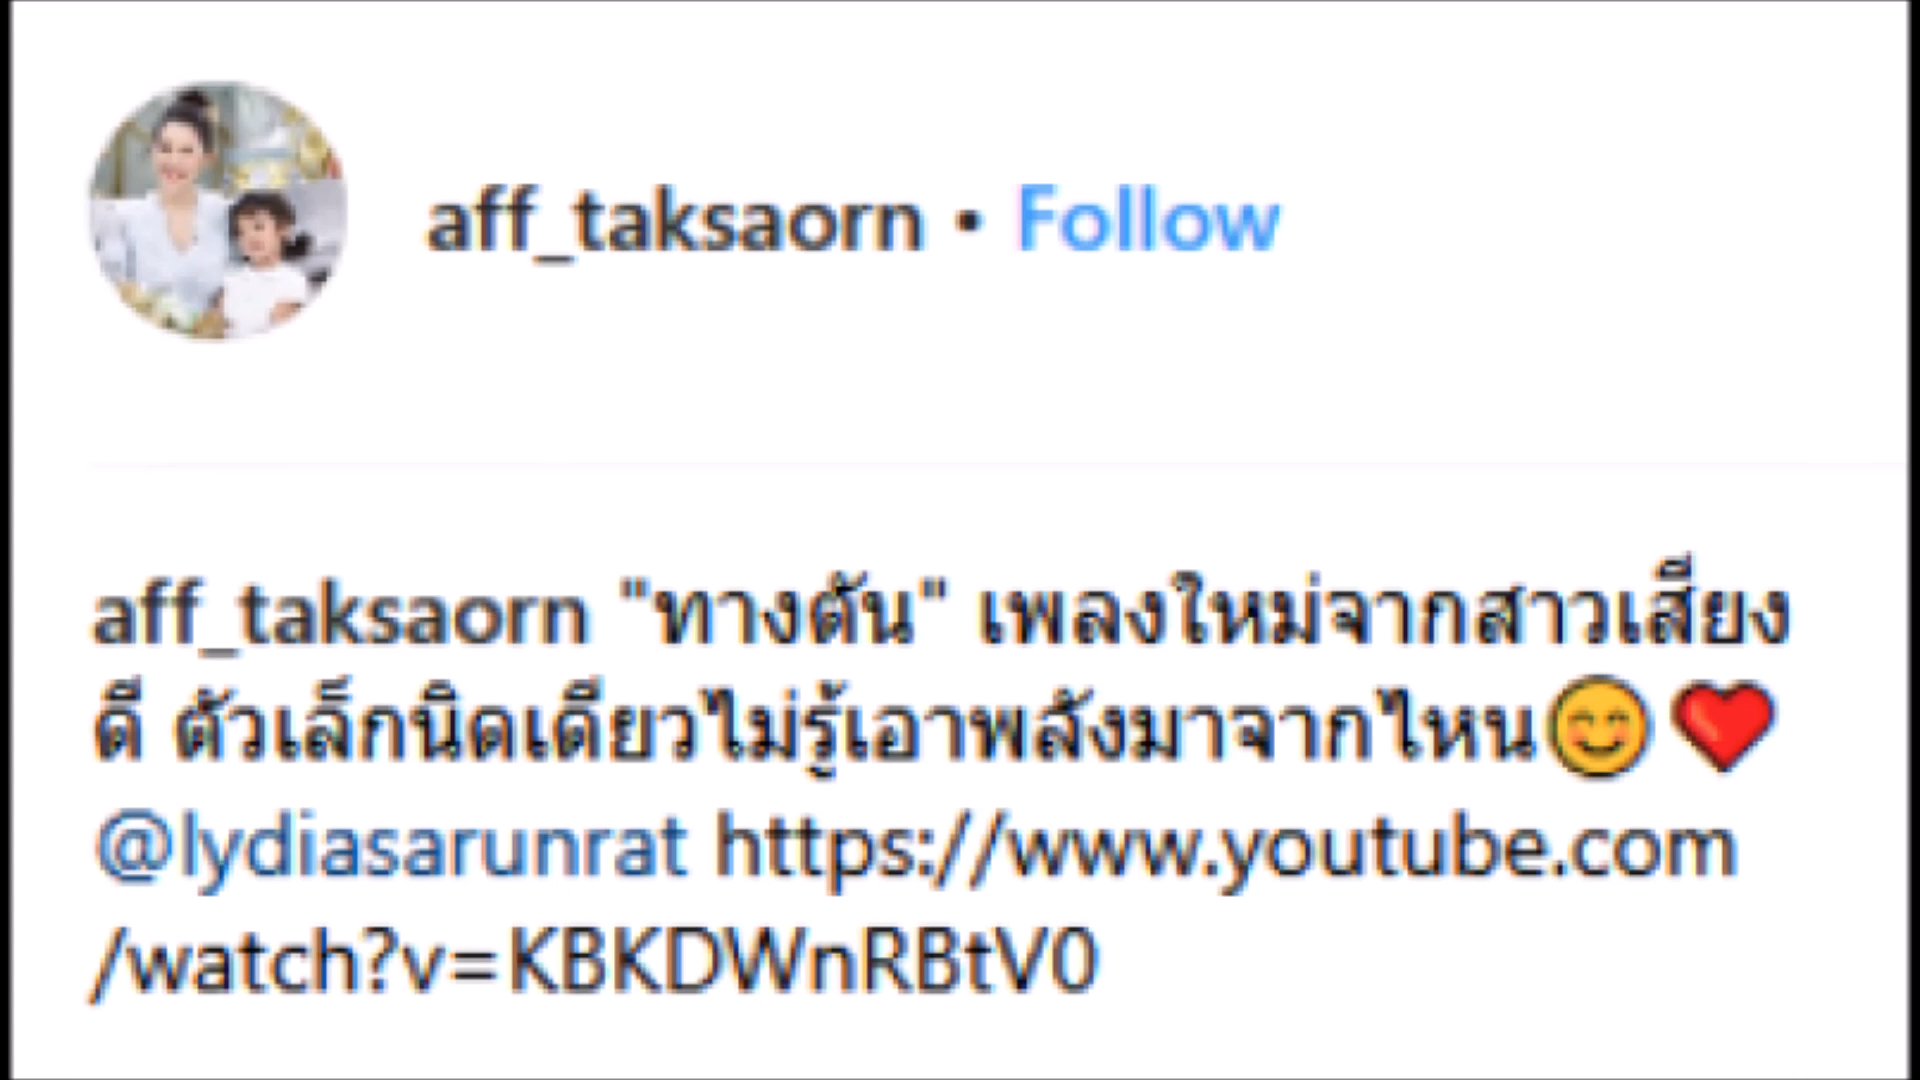 aff_taksaorn • Follow
aff_taksaorn "ทางตัน" เพลงใหม่จากสาวเสียง
ดี ตัวเล็กนิดเดียวไม่รู้เอาพลังมาจากไหน😊❤️
@lydiasarunrat https://www.youtube.com
/watch?v=KBKDWnRBtV0